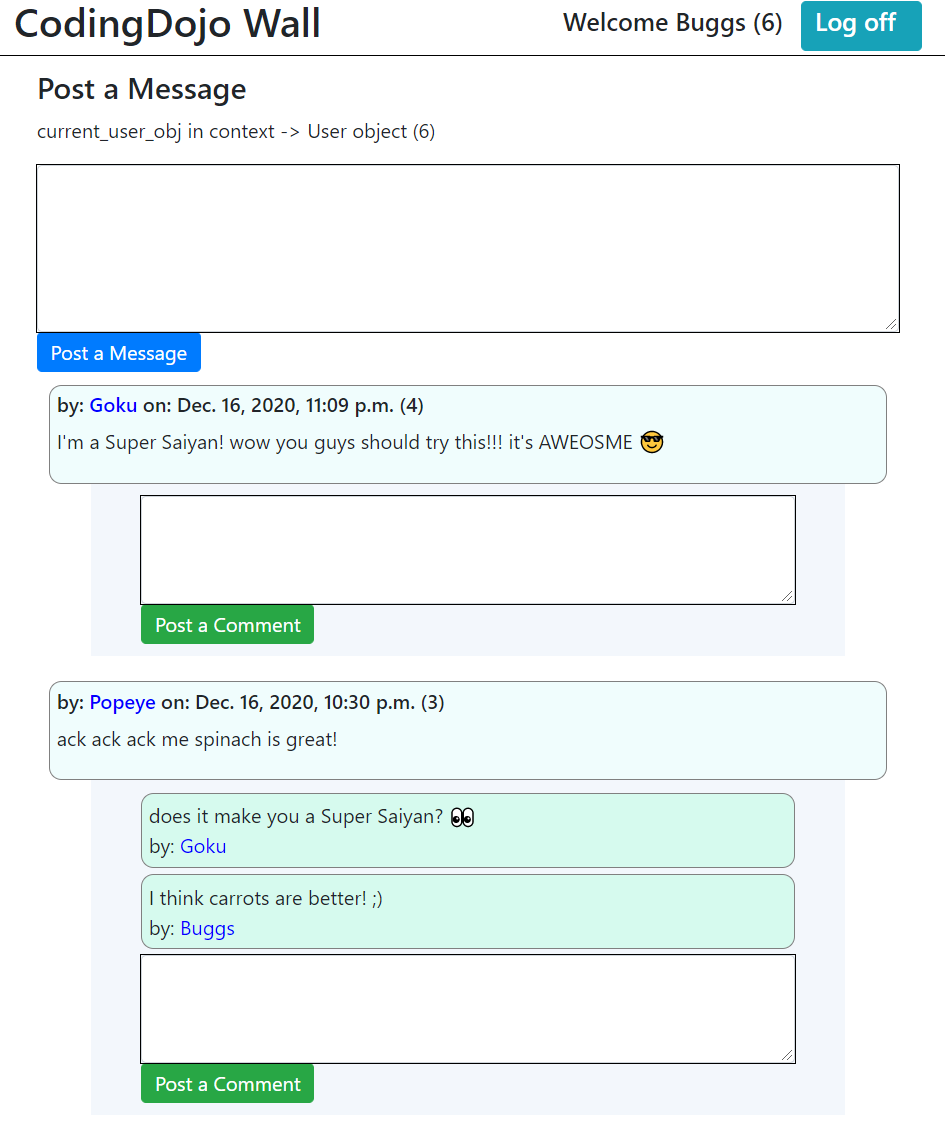 CodingDojo Wall
Welcome Buggs (6)
Log off
Post a Message
current_user_obj in context -> User object (6)
Post a Message
by: Goku on: Dec. 16, 2020, 11:09 p.m. (4)
I'm a Super Saiyan! wow you guys should try this!!! it's AWEOSME 😎
Post a Comment
by: Popeye on: Dec. 16, 2020, 10:30 p.m. (3)
ack ack ack me spinach is great!
does it make you a Super Saiyan? 👀
by: Goku
I think carrots are better! ;)
by: Buggs
Post a Comment